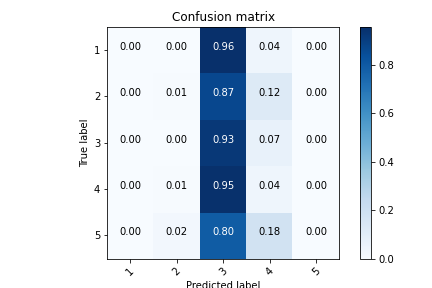 Confusion matrix
1 0.00 0.00 0.96 0.04 0.00
2 0.00 0.01 0.87 0.12 0.00
3 0.00 0.00 0.93 0.07 0.00
4 0.00 0.01 0.95 0.04 0.00
5 0.00 0.02 0.80 0.18 0.00
1 2 3 4 5
True label
Predicted label
0.8
0.6
0.4
0.2
0.0